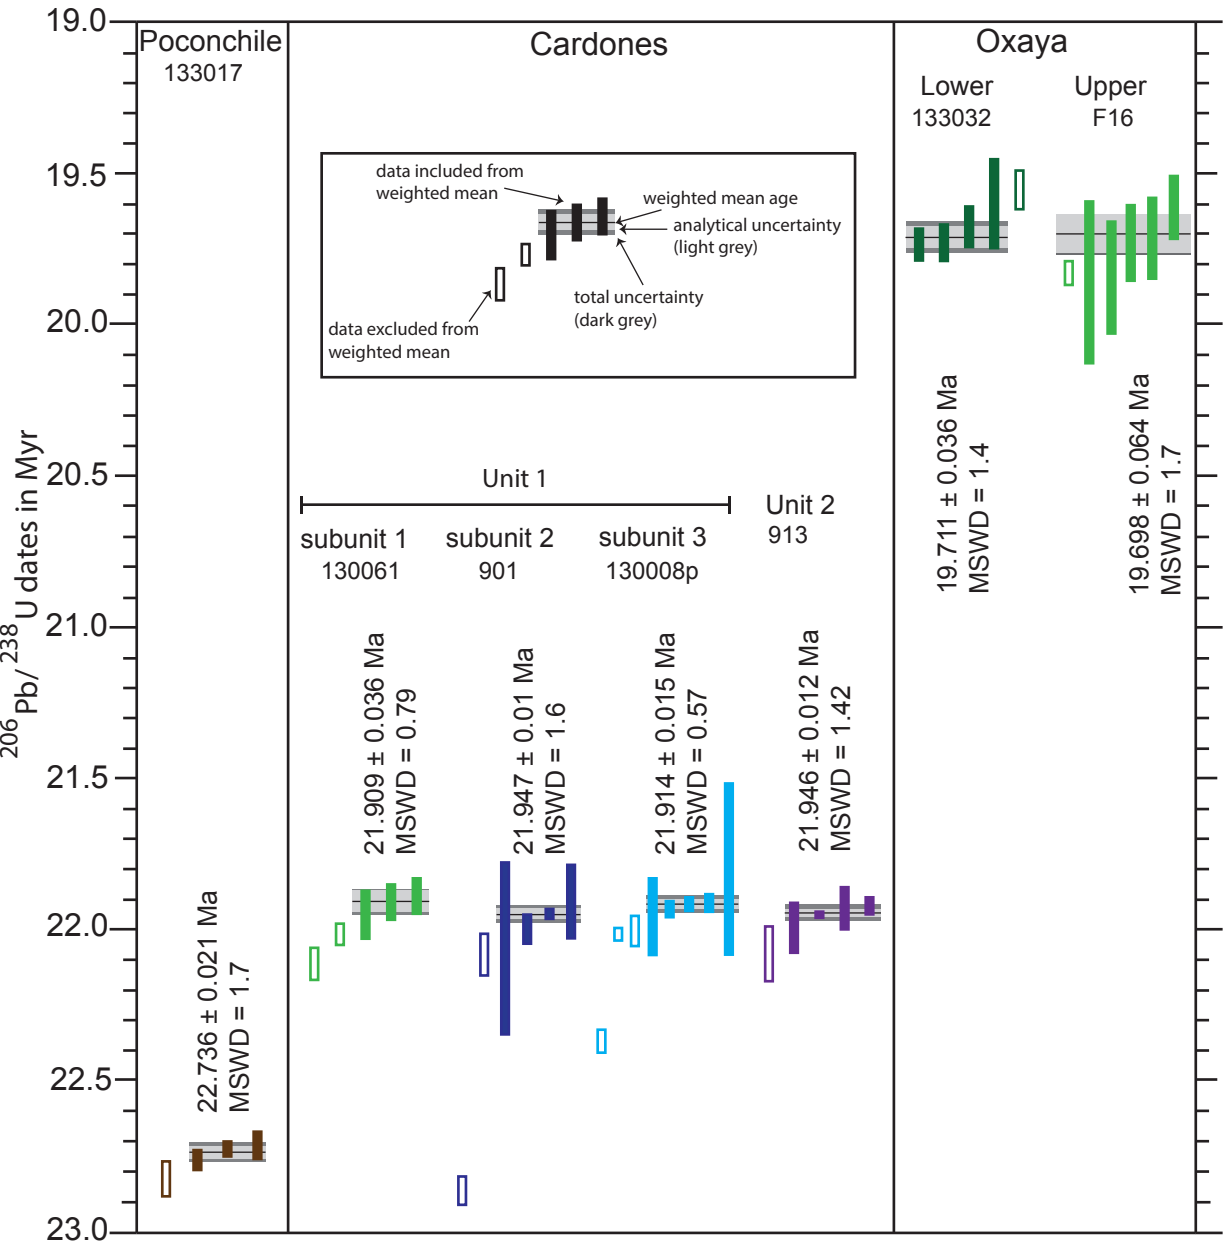 19.0
19.5
20.0
20.5
21.0
21.5
22.0
22.5
23.0
206Pb/ 238U dates in Myr
Poconchile
133017
22.736 ± 0.021 Ma
MSWD = 1.7
Cardones
data included from
weighted mean
weighted mean age
analytical uncertainty
(light grey)
total uncertainty
(dark grey)
data excluded from
weighted mean
Unit 1
subunit 1
130061
21.909 ± 0.036 Ma
MSWD = 0.79
subunit 2
901
21.947 ± 0.01 Ma
MSWD = 1.6
subunit 3
130008p
21.914 ± 0.015 Ma
MSWD = 0.57
Unit 2
913
21.946 ± 0.012 Ma
MSWD = 1.42
Oxaya
Lower
133032
19.711 ± 0.036 Ma
MSWD = 1.4
Upper
F16
19.698 ± 0.064 Ma
MSWD = 1.7